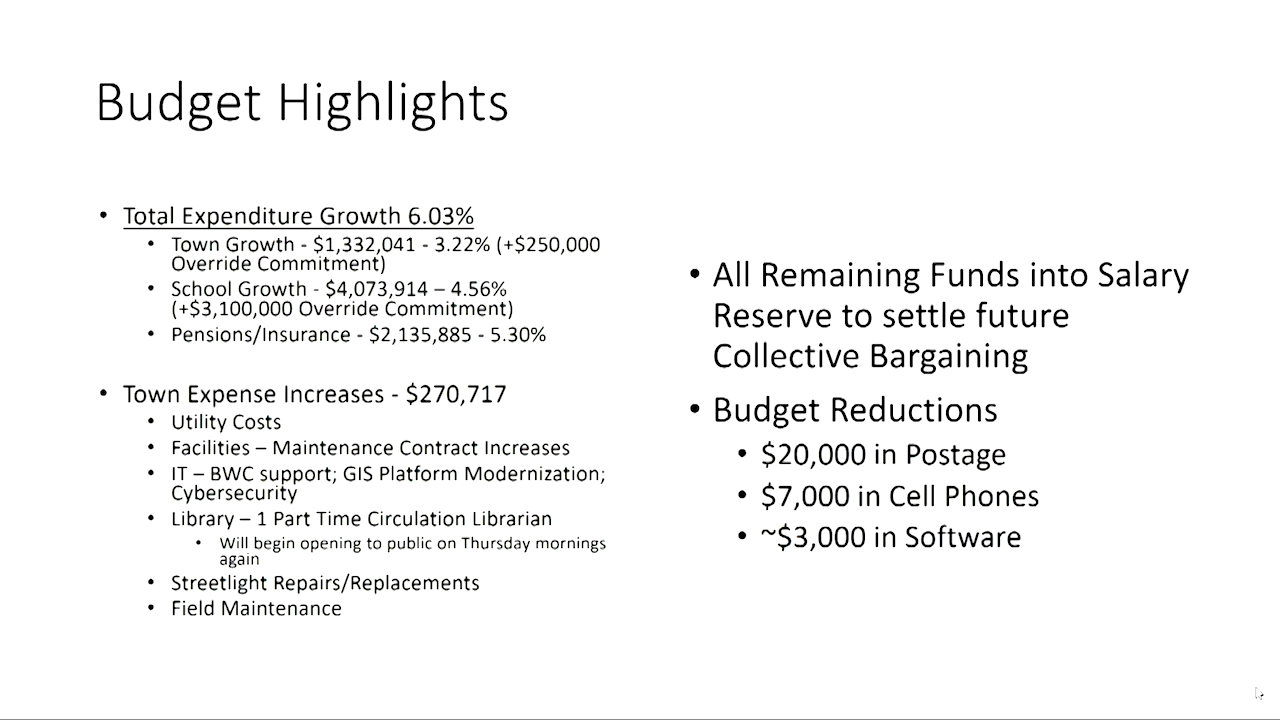 Budget Highlights
• Total Expenditure Growth 6.03%
• Town Growth - $1,332,041 - 3.22% (+$250,000
Override Commitment)
• School Growth - $4,073,914 – 4.56%
(+$3,100,000 Override Commitment)
• Pensions/Insurance - $2,135,885 - 5.30%
• Town Expense Increases - $270,717
• Utility Costs
• Facilities – Maintenance Contract Increases
• IT – BWC support; GIS Platform Modernization;
Cybersecurity
• Library – 1 Part Time Circulation Librarian
• Will begin opening to public on Thursday mornings
again
• Streetlight Repairs/Replacements
• Field Maintenance
• All Remaining Funds into Salary
Reserve to settle future
Collective Bargaining
• Budget Reductions
• $20,000 in Postage
• $7,000 in Cell Phones
• ~$3,000 in Software